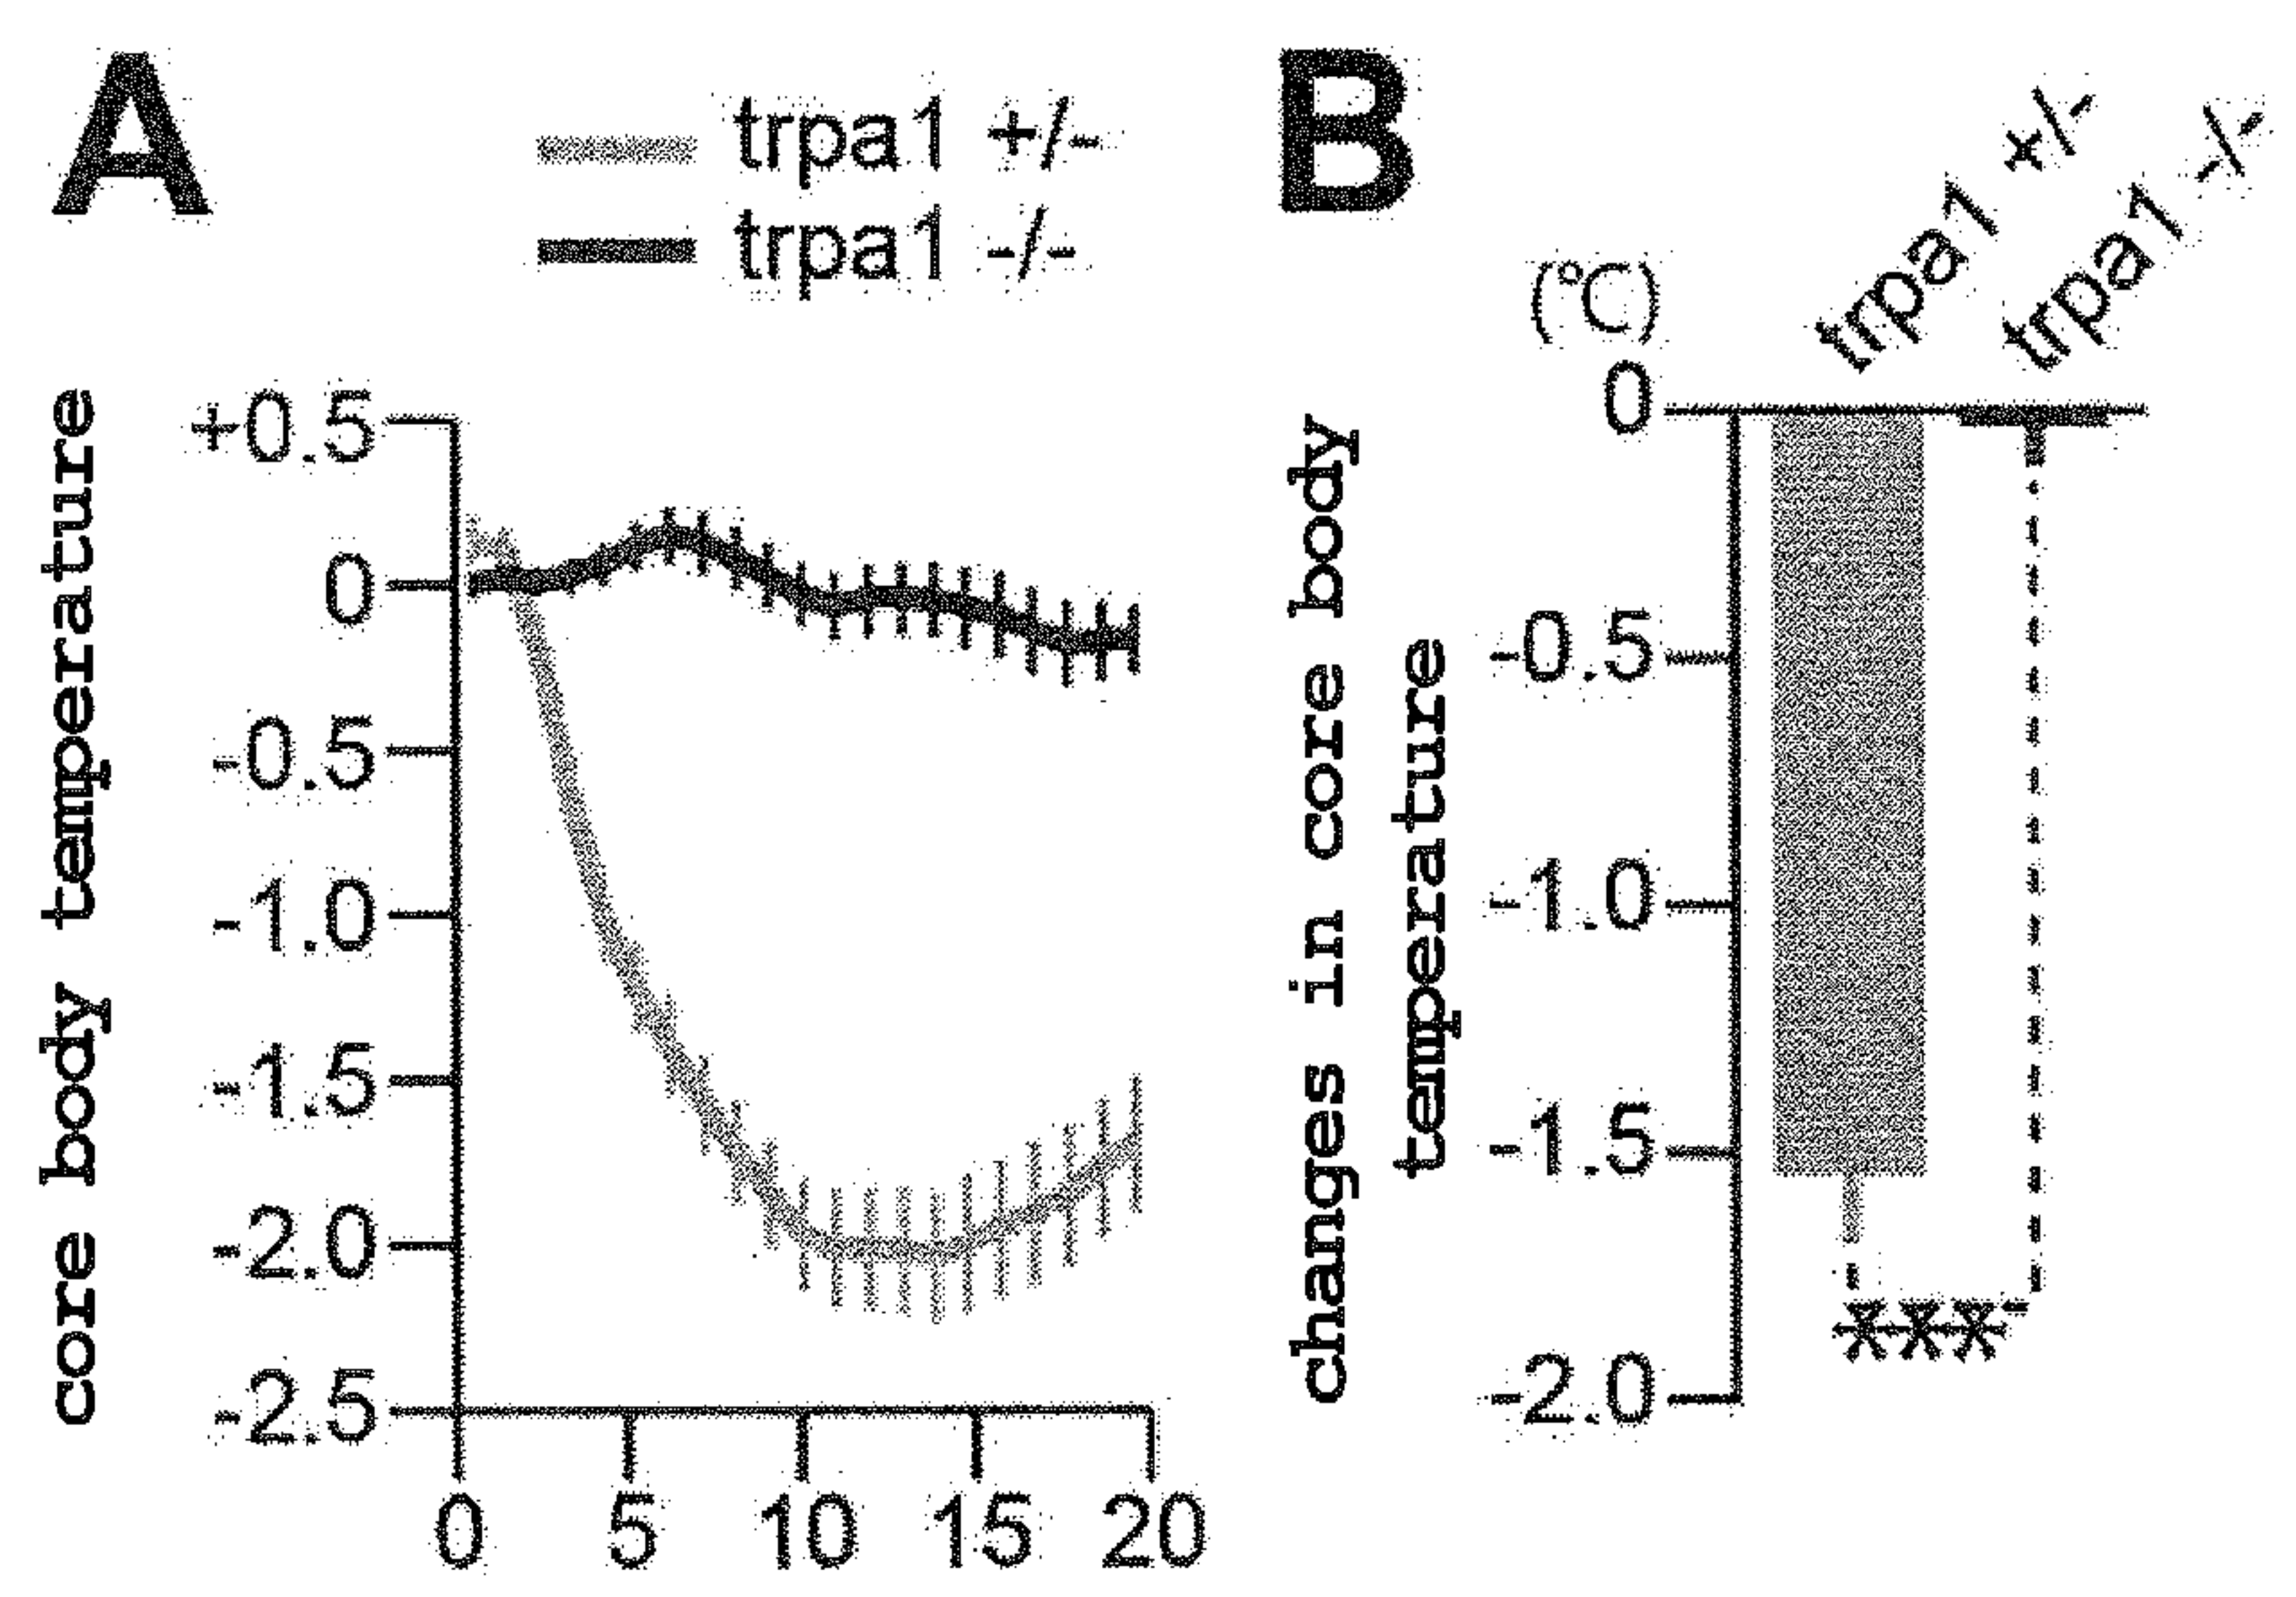 A
trpa1 +/-
trpa1 -/-
core body temperature
+0.5
0
-0.5
-1.0
-1.5
-2.0
-2.5
0 5 10 15 20
B
trpa1 +/-
trpa1 -/-
(°C)
changes in core body
temperature
0
-0.5
-1.0
-1.5
-2.0
***